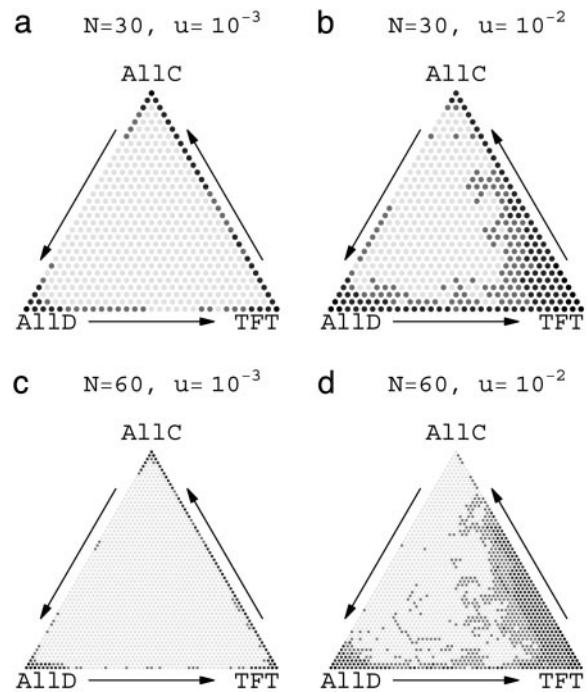 a N=30, u= 10⁻³
b N=30, u= 10⁻²
AllC
AllC
AllD
TFT
AllD
TFT
c N=60, u= 10⁻³
d N=60, u= 10⁻²
AllC
AllC
AllD
TFT
AllD
TFT